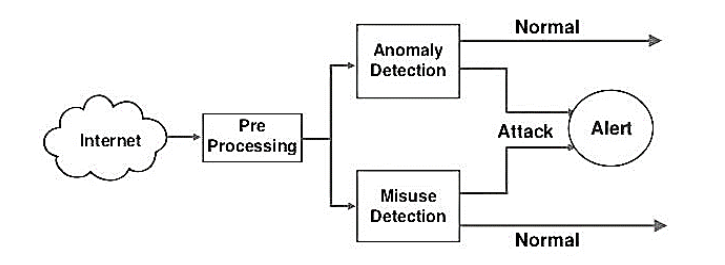 Normal
Anomaly
Detection
Internet
Pre
Processing
Attack
Alert
Misuse
Detection
Normal